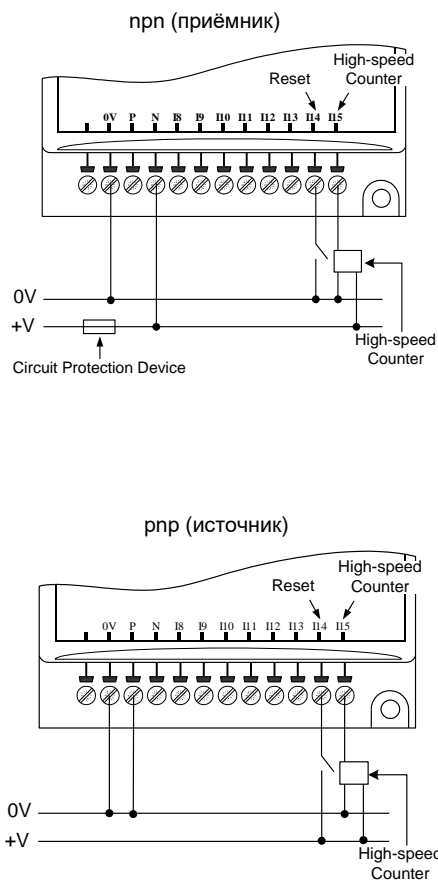 npn (приёмник)
High-speed
Counter
Reset
0V P N I8 I9 I10 I11 I12 I13 I14 I15
0V
+V
High-speed
Counter
Circuit Protection Device
pnp (источник)
High-speed
Counter
Reset
0V P N I8 I9 I10 I11 I12 I13 I14 I15
0V
+V
High-speed
Counter